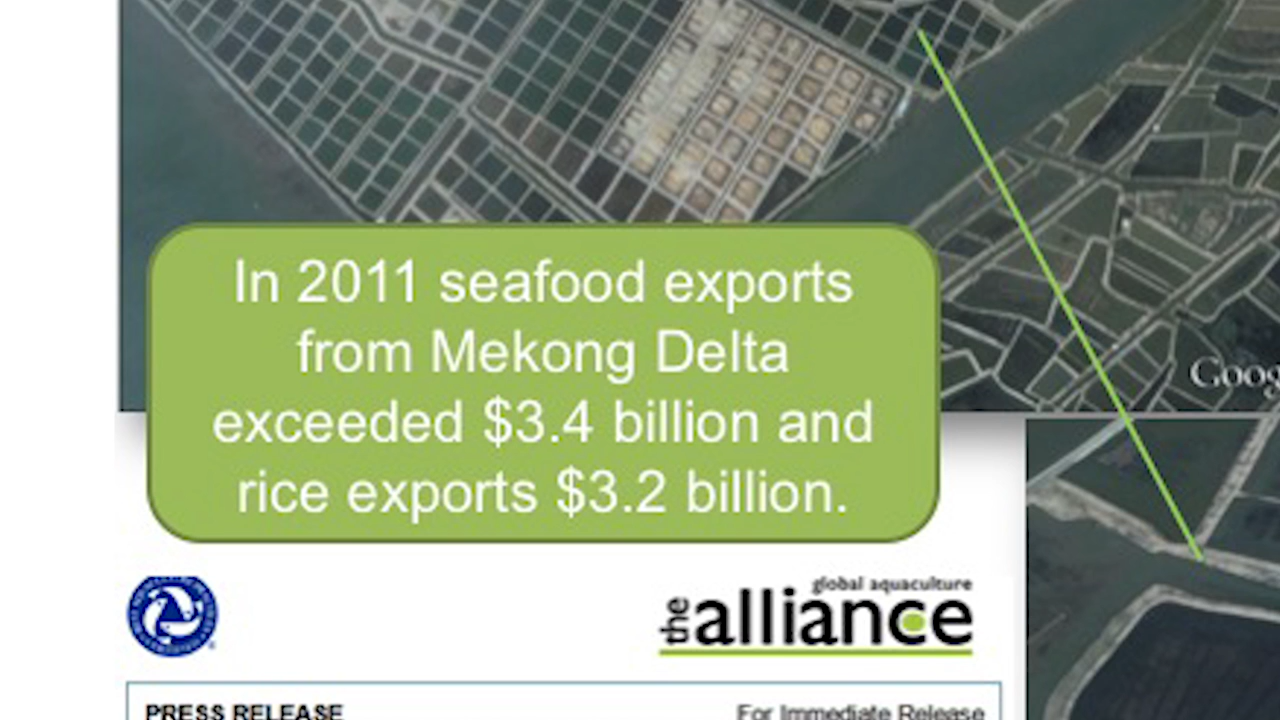 In 2011 seafood exports
from Mekong Delta
exceeded $3.4 billion and
rice exports $3.2 billion.
global aquaculture
the alliance
PRESS RELEASE
For Immediate Release